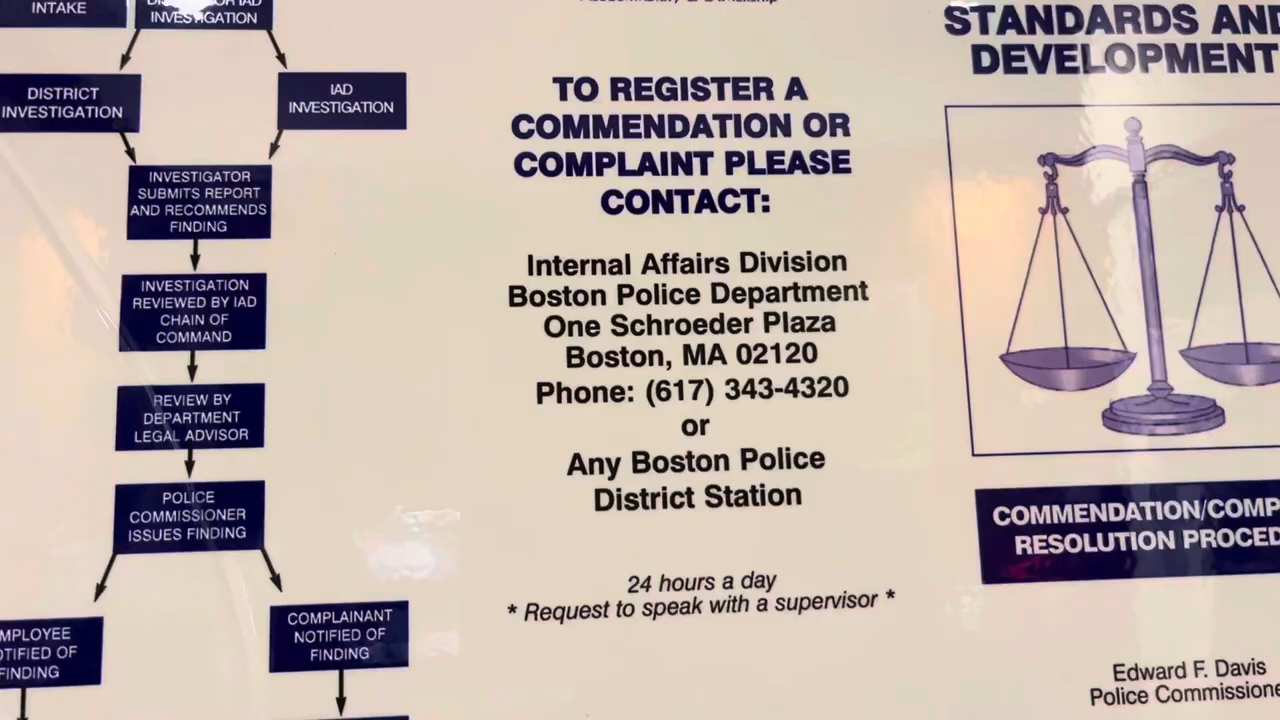 INTAKE
INVESTIGATION
DISTRICT
INVESTIGATION
IAD
INVESTIGATION
INVESTIGATOR
SUBMITS REPORT
AND RECOMMENDS
FINDING
INVESTIGATION
REVIEWED BY IAD
CHAIN OF
COMMAND
REVIEW BY
DEPARTMENT
LEGAL ADVISOR
POLICE
COMMISSIONER
ISSUES FINDING
MPLOYEE
OTIFIED OF
FINDING
COMPLAINANT
NOTIFIED OF
FINDING
TO REGISTER A
COMMENDATION OR
COMPLAINT PLEASE
CONTACT:
Internal Affairs Division
Boston Police Department
One Schroeder Plaza
Boston, MA 02120
Phone: (617) 343-4320
or
Any Boston Police
District Station
24 hours a day
* Request to speak with a supervisor *
STANDARDS AND
DEVELOPMENT
COMMENDATION/COMP
RESOLUTION PROCED
Edward F. Davis
Police Commissione